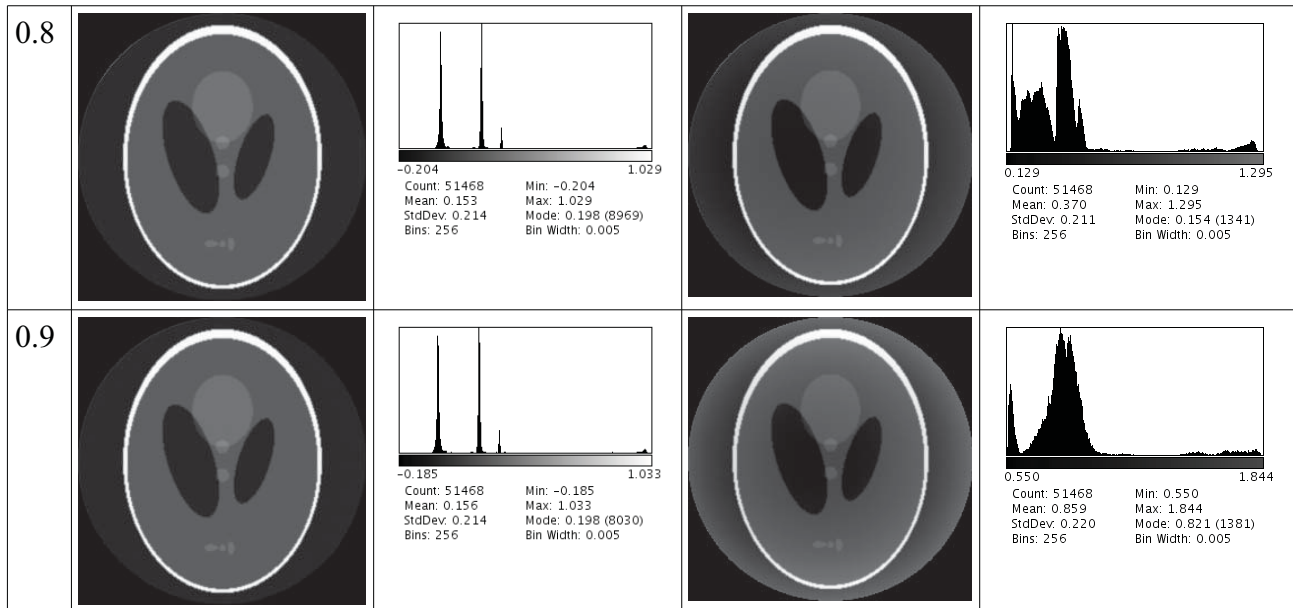 0.8
−0.204 1.029
Count: 51468 Min: −0.204
Mean: 0.153 Max: 1.029
StdDev: 0.214 Mode: 0.198 (8969)
Bins: 256 Bin Width: 0.005
0.129 1.295
Count: 51468 Min: 0.129
Mean: 0.370 Max: 1.295
StdDev: 0.211 Mode: 0.154 (1341)
Bins: 256 Bin Width: 0.005
0.9
−0.185 1.033
Count: 51468 Min: −0.185
Mean: 0.156 Max: 1.033
StdDev: 0.214 Mode: 0.198 (8030)
Bins: 256 Bin Width: 0.005
0.550 1.844
Count: 51468 Min: 0.550
Mean: 0.859 Max: 1.844
StdDev: 0.220 Mode: 0.821 (1381)
Bins: 256 Bin Width: 0.005